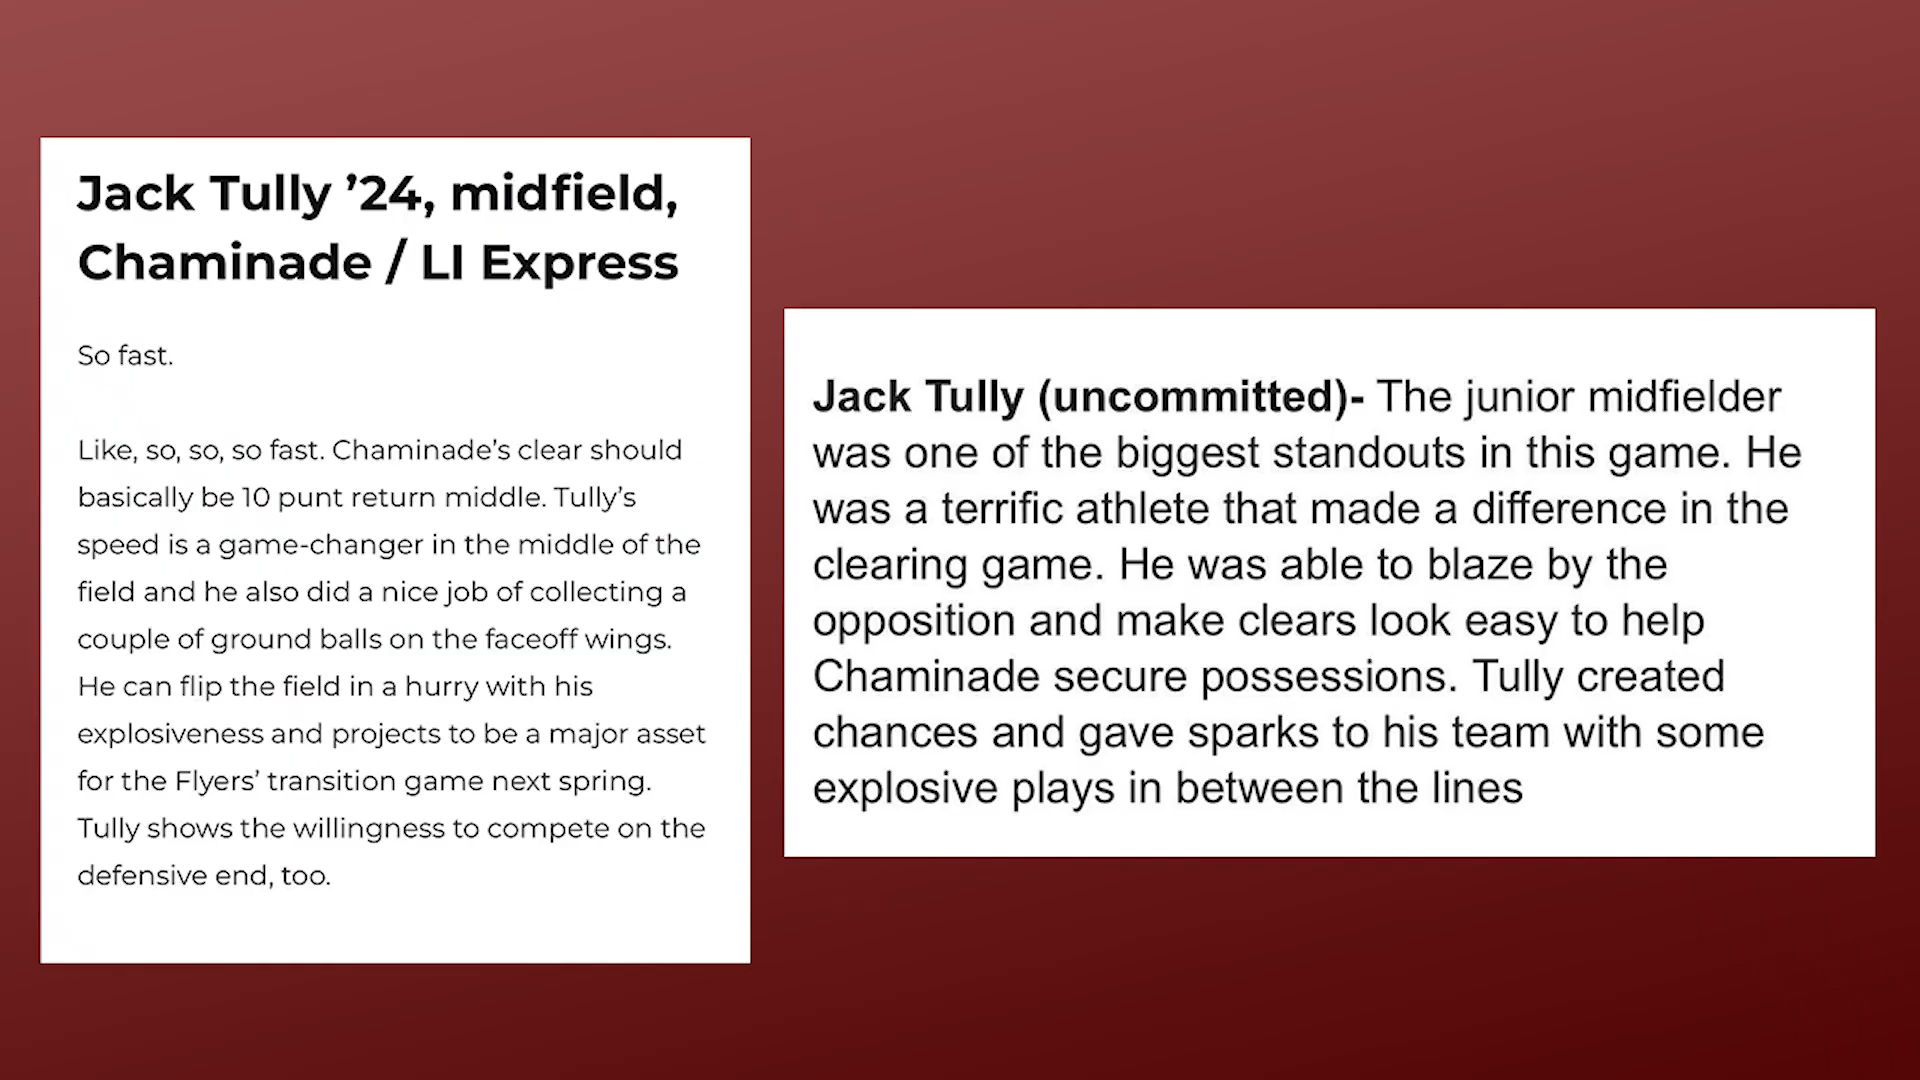 Jack Tully ’24, midfield,
Chaminade / LI Express
So fast.
Like, so, so, so fast. Chaminade’s clear should
basically be 10 punt return middle. Tully’s
speed is a game-changer in the middle of the
field and he also did a nice job of collecting a
couple of ground balls on the faceoff wings.
He can flip the field in a hurry with his
explosiveness and projects to be a major asset
for the Flyers’ transition game next spring.
Tully shows the willingness to compete on the
defensive end, too.
Jack Tully (uncommitted)- The junior midfielder
was one of the biggest standouts in this game. He
was a terrific athlete that made a difference in the
clearing game. He was able to blaze by the
opposition and make clears look easy to help
Chaminade secure possessions. Tully created
chances and gave sparks to his team with some
explosive plays in between the lines